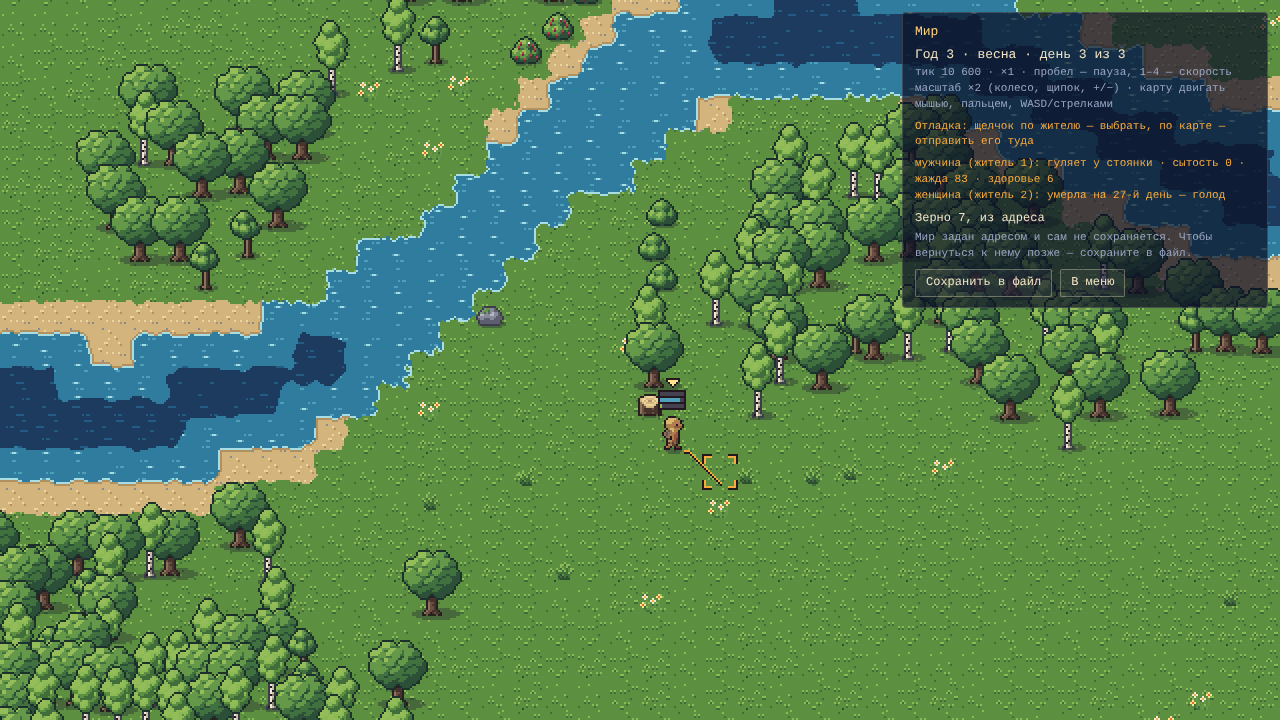 Мир
Год 3 · весна · день 3 из 3
тик 10 600 · ×1 · пробел — пауза, 1–4 — скорость
масштаб ×2 (колесо, щипок, +/−) · карту двигать
мышью, пальцем, WASD/стрелками
Отладка: щелчок по жителю — выбрать, по карте —
отправить его туда
мужчина (житель 1): гуляет у стоянки · сытость 0 ·
жажда 83 · здоровье 6
женщина (житель 2): умерла на 27-й день — голод
Зерно 7, из адреса
Мир задан адресом и сам не сохраняется. Чтобы
вернуться к нему позже — сохраните в файл.
Сохранить в файл
В меню